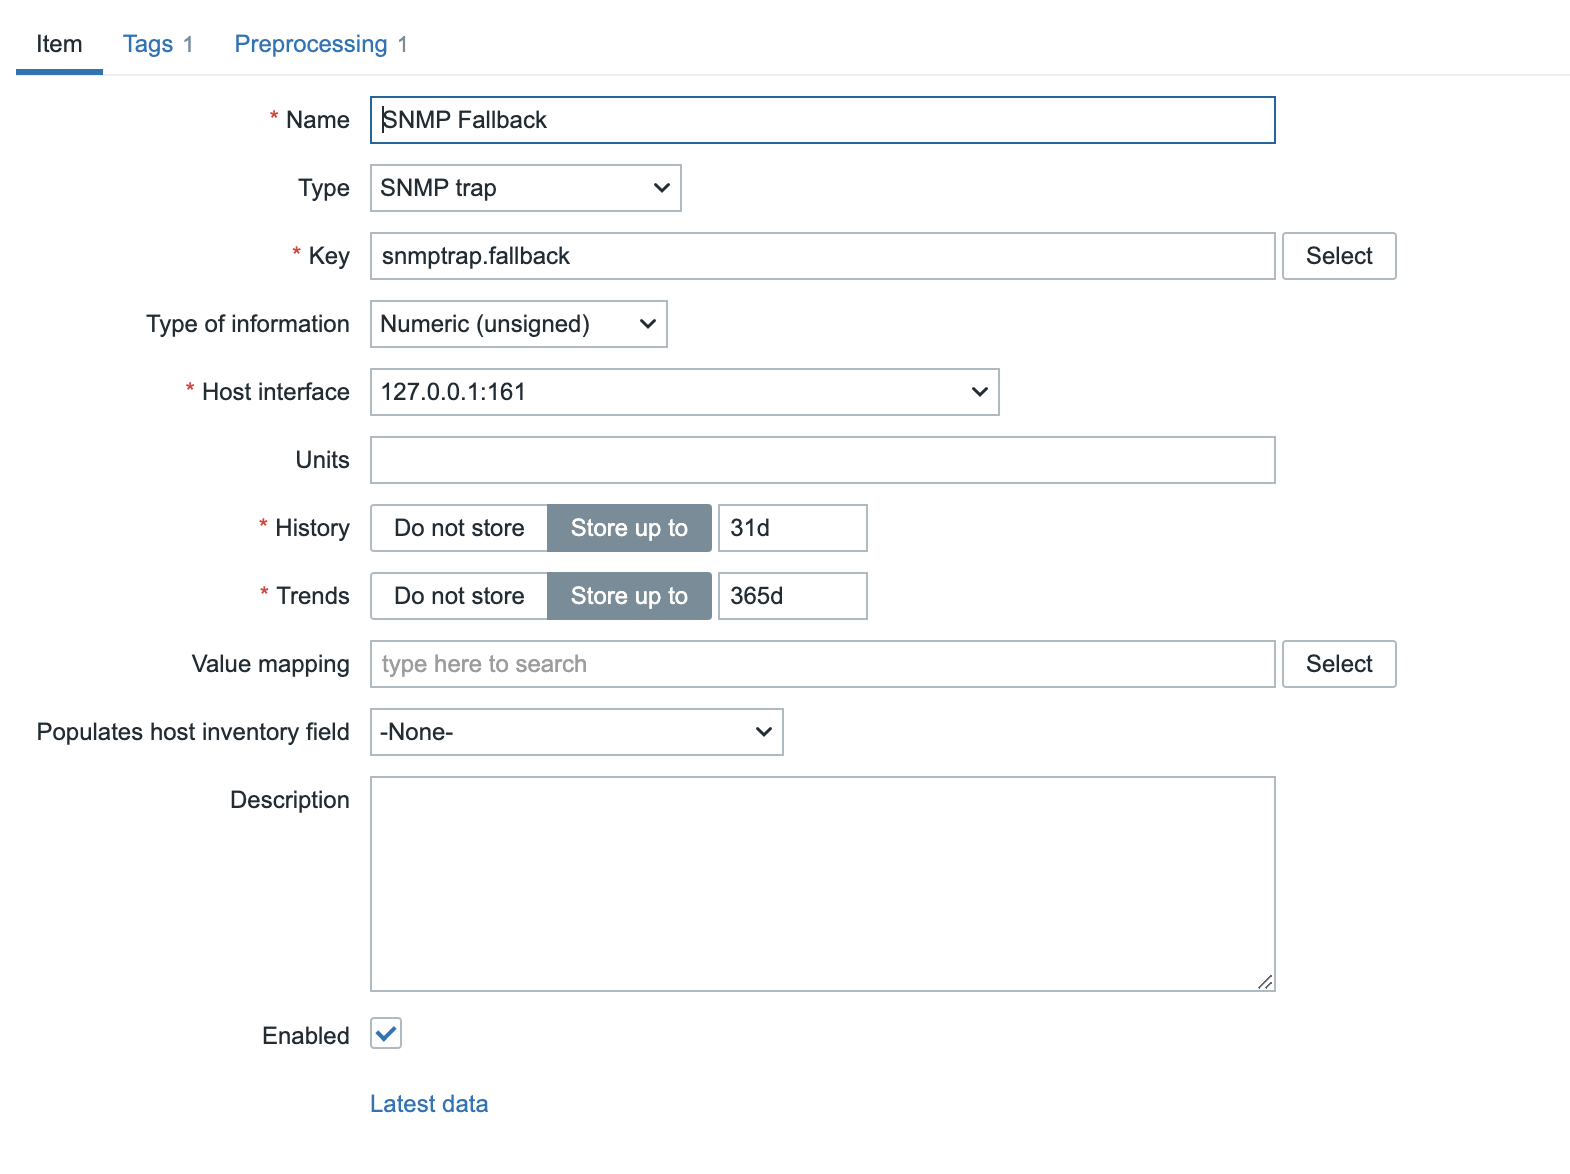 Item Tags 1 Preprocessing 1
* Name SNMP Fallback
Type SNMP trap
* Key snmptrap.fallback Select
Type of information Numeric (unsigned)
* Host interface 127.0.0.1:161
Units
* History Do not store Store up to 31d
* Trends Do not store Store up to 365d
Value mapping type here to search Select
Populates host inventory field -None-
Description
Enabled
Latest data